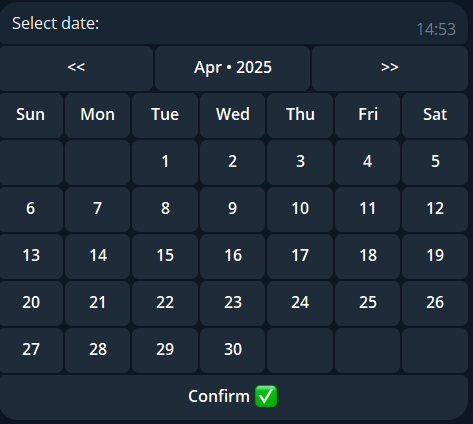 Select date:
14:53
<< Apr • 2025 >>
Sun Mon Tue Wed Thu Fri Sat
1 2 3 4 5
6 7 8 9 10 11 12
13 14 15 16 17 18 19
20 21 22 23 24 25 26
27 28 29 30
Confirm ✅